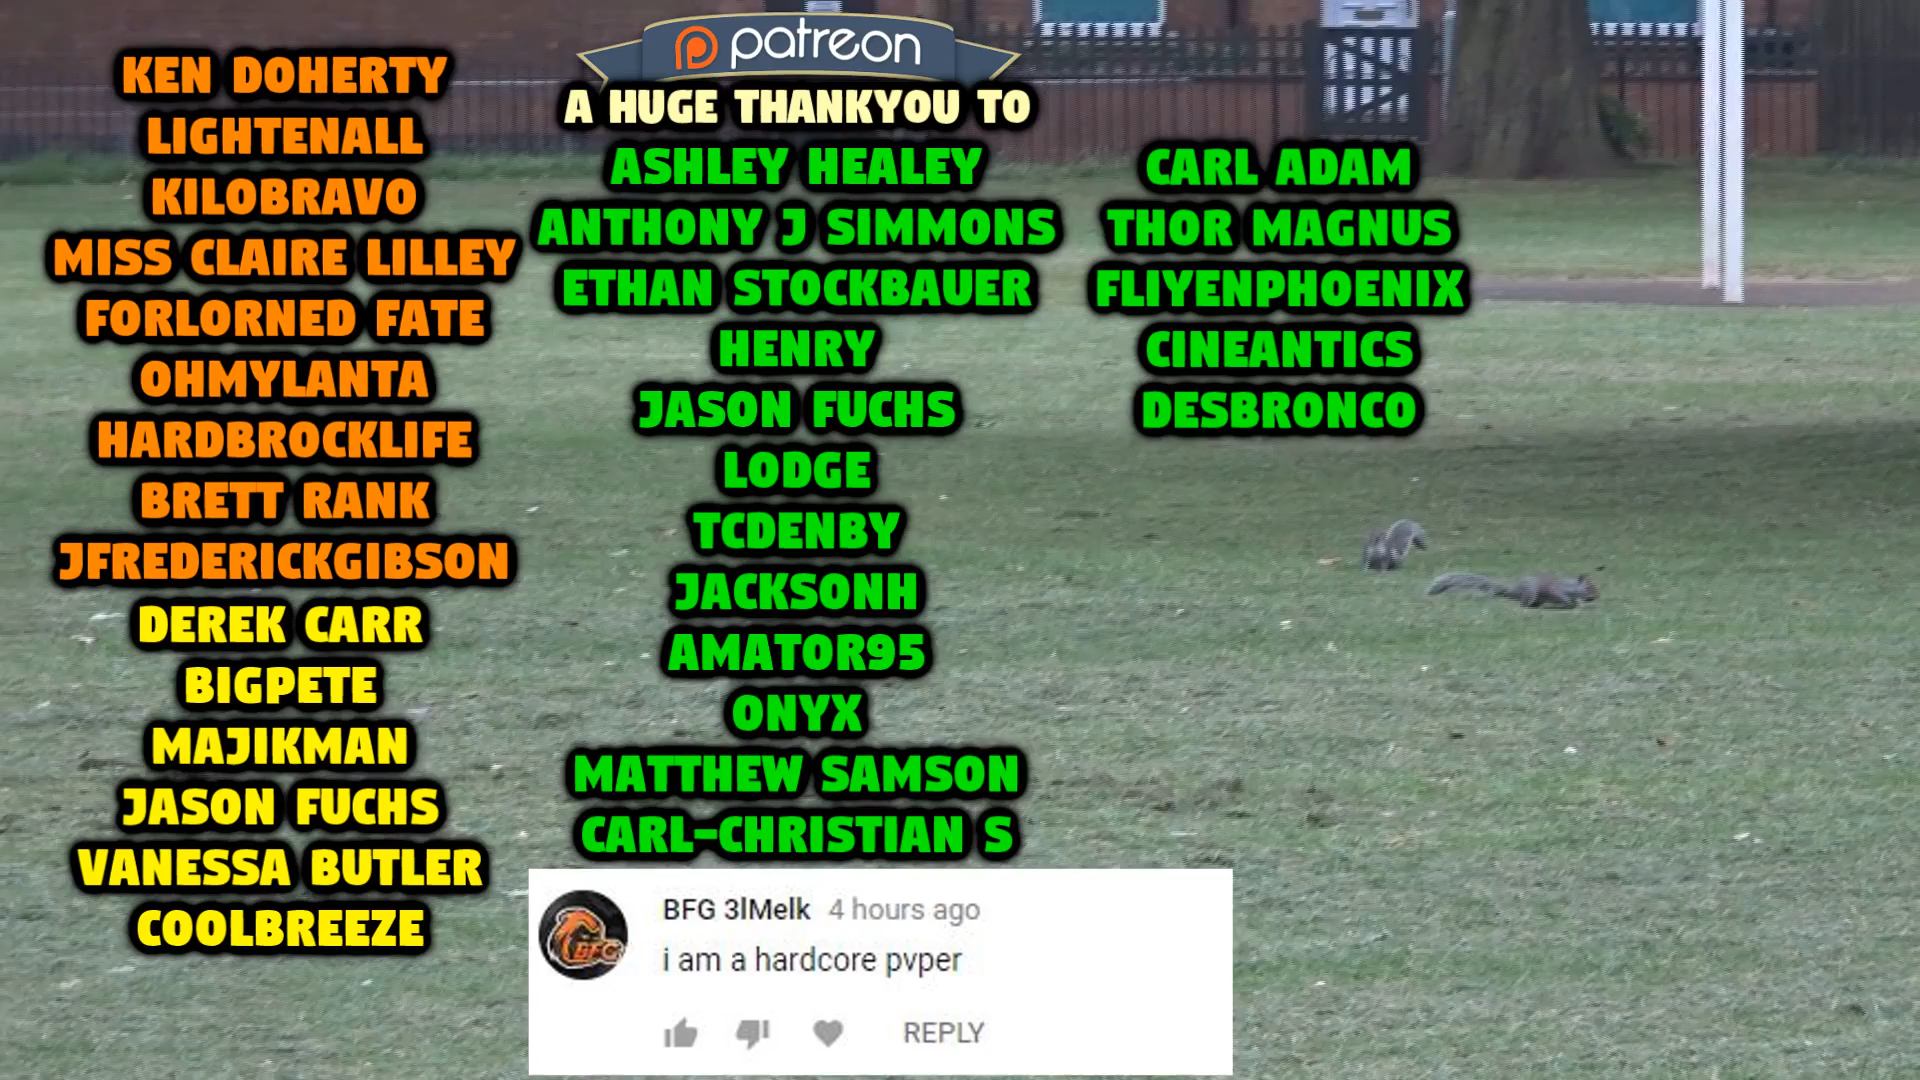 patreon
A HUGE THANKYOU TO
KEN DOHERTY
LIGHTENALL
KILOBRAVO
MISS CLAIRE LILLEY
FORLORNED FATE
OHMYLANTA
HARDBROCKLIFE
BRETT RANK
JFREDERICKGIBSON
DEREK CARR
BIGPETE
MAJIKMAN
JASON FUCHS
VANESSA BUTLER
COOLBREEZE
ASHLEY HEALEY
ANTHONY J SIMMONS
ETHAN STOCKBAUER
HENRY
JASON FUCHS
LODGE
TCDENBY
JACKSONH
AMATOR95
ONYX
MATTHEW SAMSON
CARL-CHRISTIAN S
CARL ADAM
THOR MAGNUS
FLIYENPHOENIX
CINEANTICS
DESBRONCO
BFG
BFG 3lMelk 4 hours ago
i am a hardcore pvper
REPLY